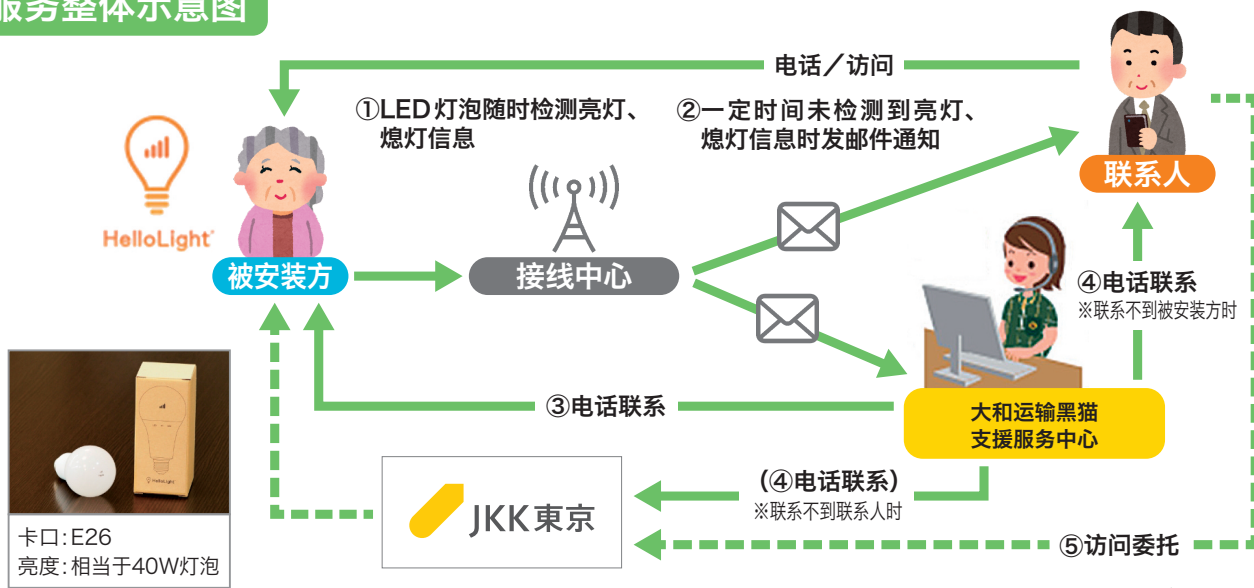 服务整体示意图
电话／访问
①LED灯泡随时检测亮灯、
熄灯信息
②一定时间未检测到亮灯、
熄灯信息时发邮件通知
HelloLight
联系人
被安装方
接线中心
④电话联系
※联系不到被安装方时
③电话联系
大和运输黑猫
支援服务中心
（④电话联系）
※联系不到联系人时
JKK東京
⑤访问委托
卡口：E26
亮度：相当于40W灯泡
HelloLight